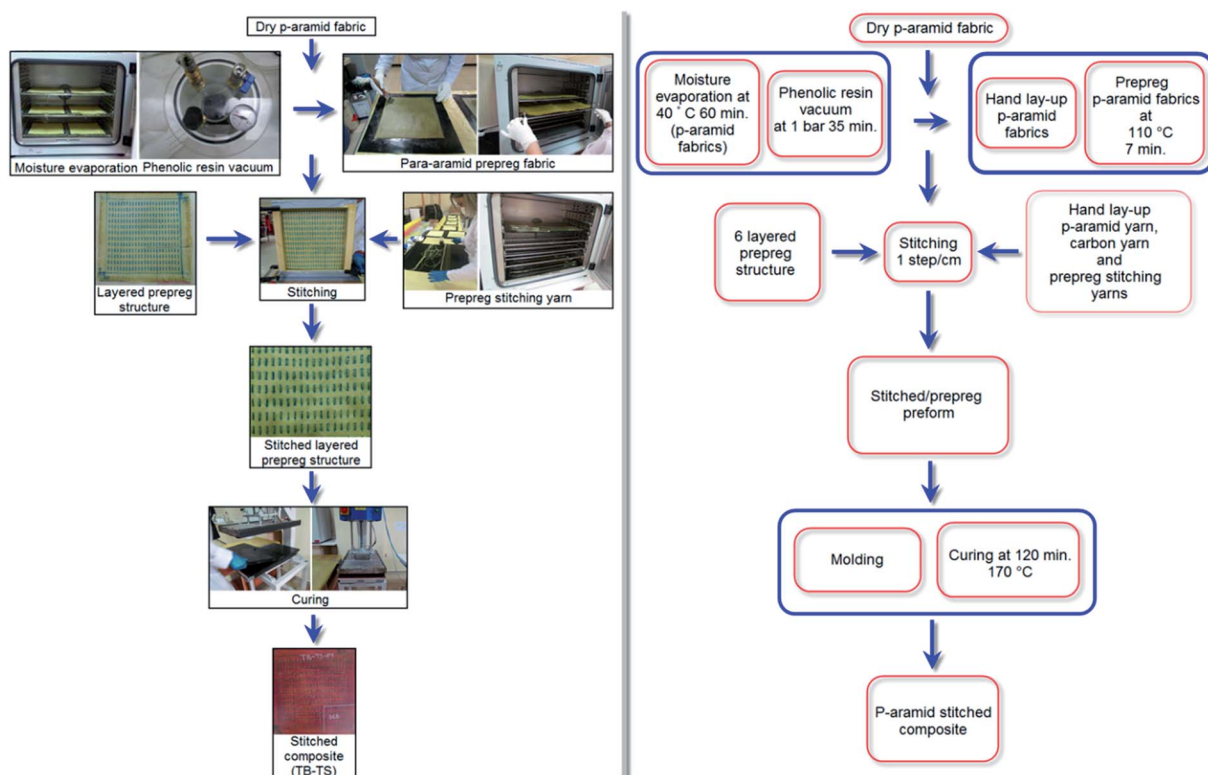 Dry p-aramid fabric
Moisture evaporation
Phenolic resin vacuum
Para-aramid prepreg fabric
Layered prepreg
structure
Stitching
Prepreg stitching yarn
Stitched layered
prepreg structure
Curing
Stitched
composite
(TB-TS)
Dry p-aramid fabric
Moisture
evaporation at
40 ˚ C 60 min.
(p-aramid
fabrics)
Phenolic resin
vacuum
at 1 bar 35 min.
Hand lay-up
p-aramid
fabrics
Prepreg
p-aramid fabrics
at
110 °C
7 min.
6 layered
prepreg
structure
Stitching
1 step/cm
Hand lay-up
p-aramid yarn,
carbon yarn
and
prepreg stitching
yarns
Stitched/prepreg
preform
Molding
Curing at 120 min.
170 °C
P-aramid stitched
composite